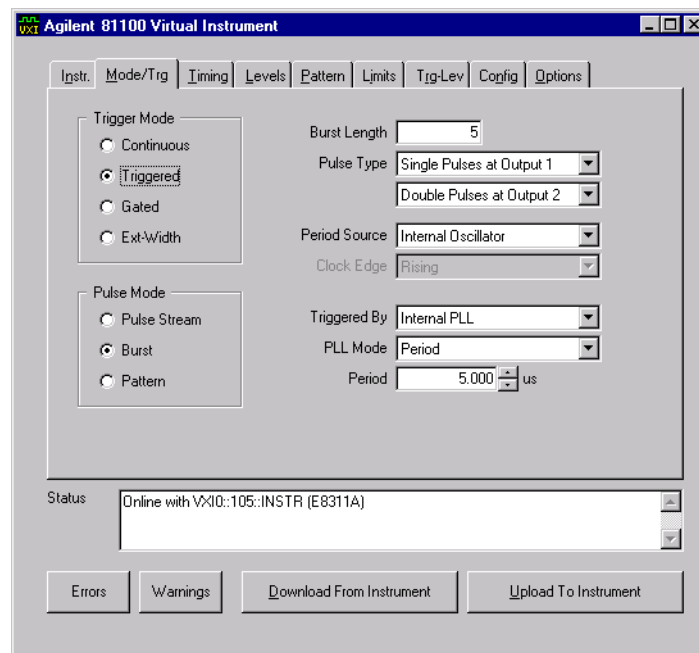 VXI Agilent 81100 Virtual Instrument
Instr. Mode/Trg Timing Levels Pattern Limits Trg-Lev Config Options
Trigger Mode
Continuous
Triggered
Gated
Ext-Width
Burst Length 5
Pulse Type Single Pulses at Output 1
Double Pulses at Output 2
Period Source Internal Oscillator
Clock Edge Rising
Pulse Mode
Pulse Stream
Burst
Pattern
Triggered By Internal PLL
PLL Mode Period
Period 5.000 us
Status Online with VXI0::105::INSTR (E8311A)
Errors Warnings Download From Instrument Upload To Instrument